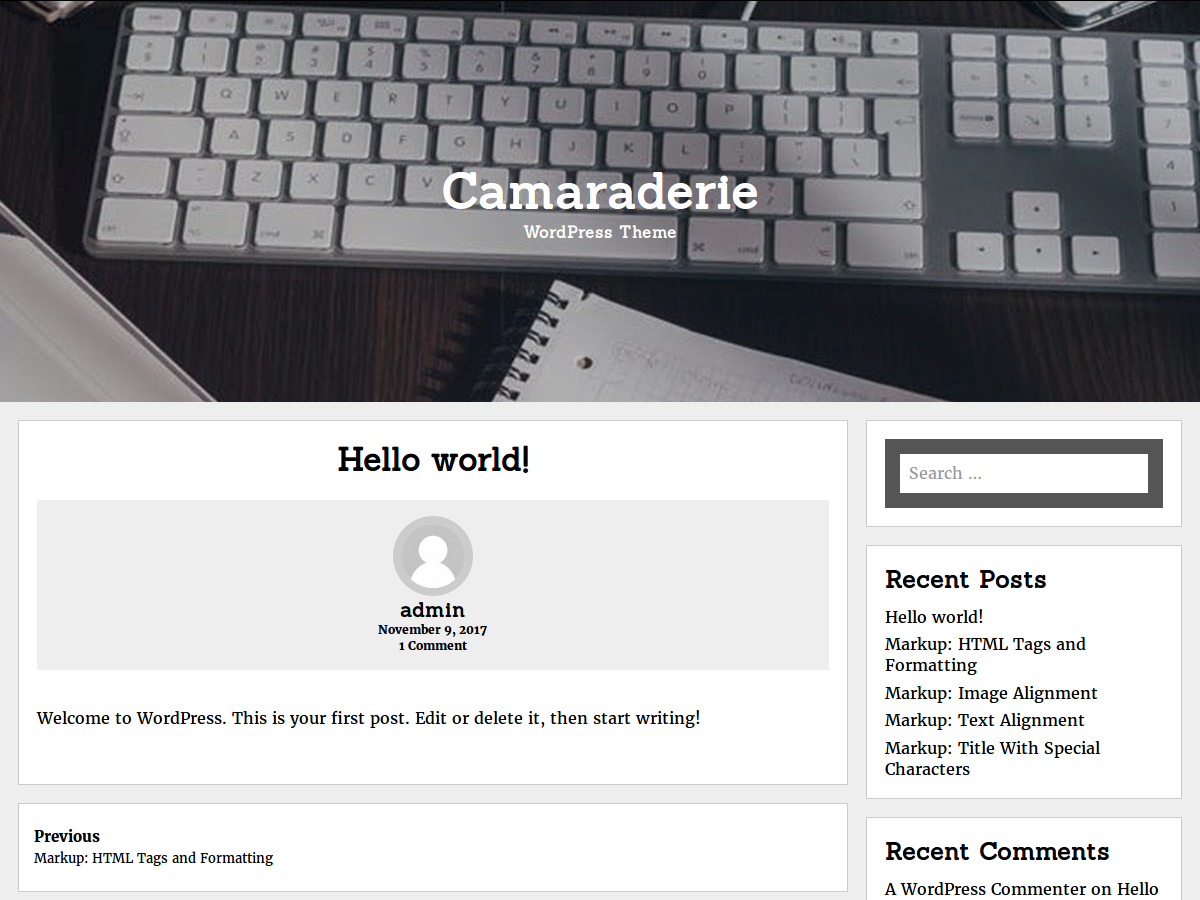 Camaraderie
WordPress Theme
Hello world!
admin
November 9, 2017
1 Comment
Welcome to WordPress. This is your first post. Edit or delete it, then start writing!
Previous
Markup: HTML Tags and Formatting
Search ...
Recent Posts
Hello world!
Markup: HTML Tags and
Formatting
Markup: Image Alignment
Markup: Text Alignment
Markup: Title With Special
Characters
Recent Comments
A WordPress Commenter on Hello